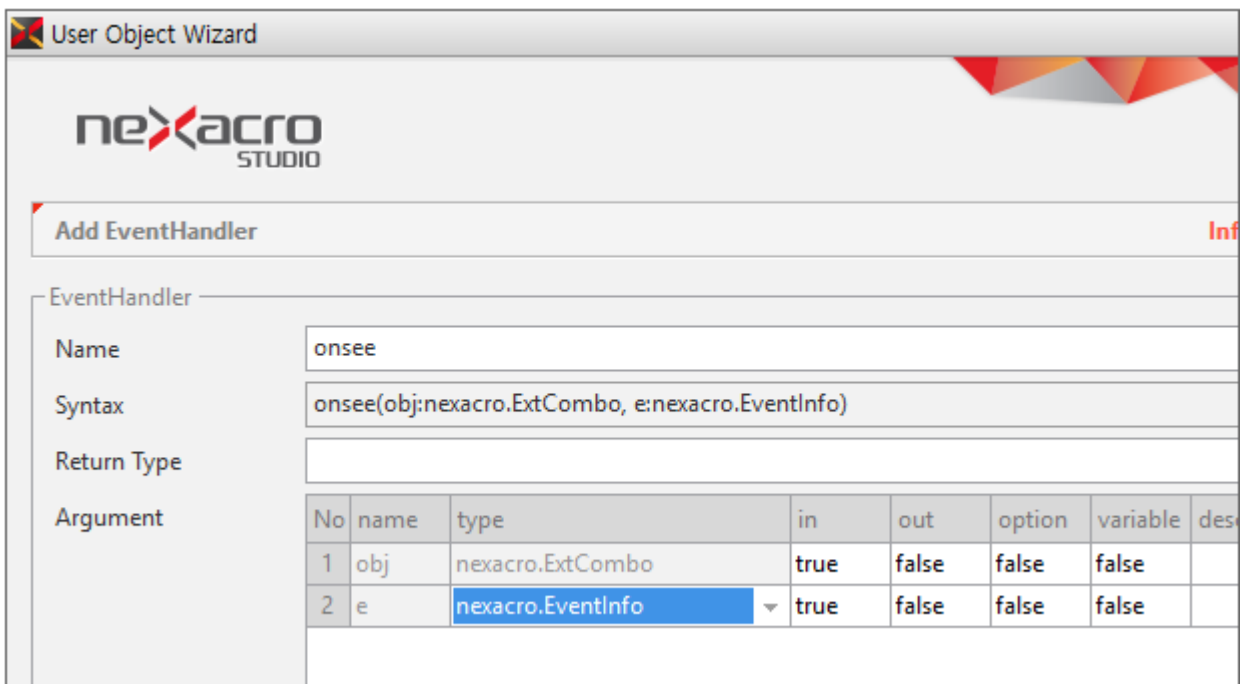 User Object Wizard
nexacro
STUDIO
Add EventHandler Inf
EventHandler
Name onsee
Syntax onsee(obj:nexacro.ExtCombo, e:nexacro.EventInfo)
Return Type
Argument No name type in out option variable desc
1 obj nexacro.ExtCombo true false false false
2 e nexacro.EventInfo true false false false